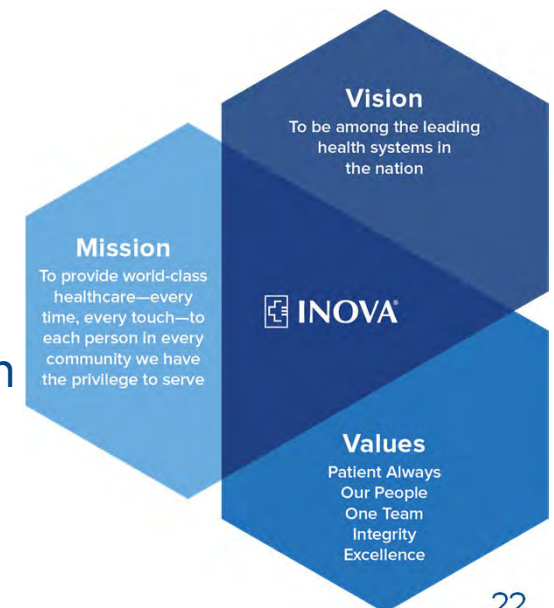 Vision
To be among the leading
health systems in
the nation
Mission
To provide world-class
healthcare—every
time, every touch—to
each person in every
community we have
the privilege to serve
INOVA®
Values
Patient Always
Our People
One Team
Integrity
Excellence
22